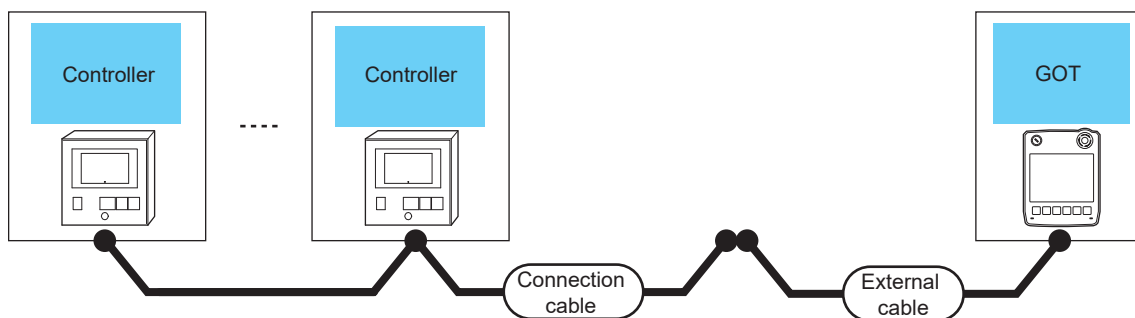 Controller
Controller
GOT
Connection
cable
External
cable